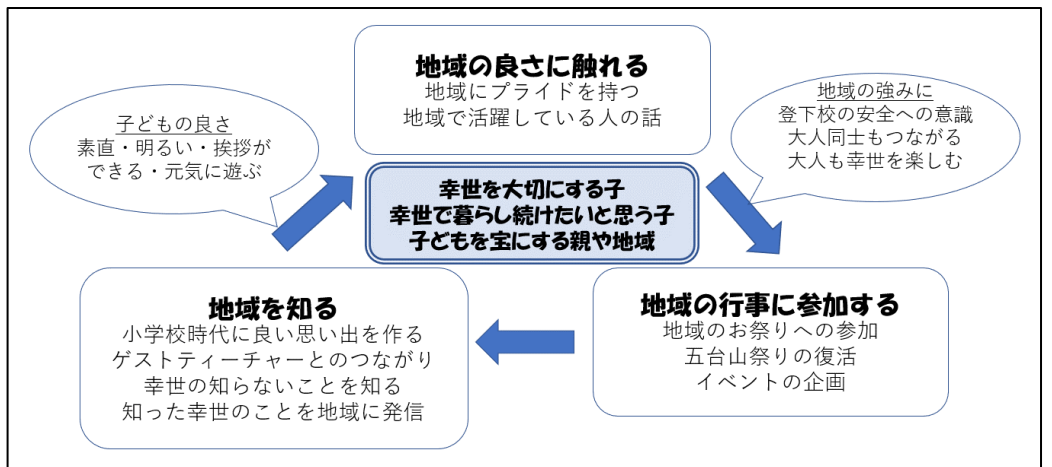 地域の良さに触れる
地域にプライドを持つ
地域で活躍している人の話
子どもの良さ
素直・明るい・挨拶が
できる・元気に遊ぶ
地域の強みに
登下校の安全への意識
大人同士もつながる
大人も幸世を楽しむ
幸世を大切にする子
幸世で暮らし続けたいと思う子
子どもを宝にする親や地域
地域を知る
小学校時代に良い思い出を作る
ゲストティーチャーとのつながり
幸世の知らないことを知る
知った幸世のことを地域に発信
地域の行事に参加する
地域のお祭りへの参加
五台山祭りの復活
イベントの企画